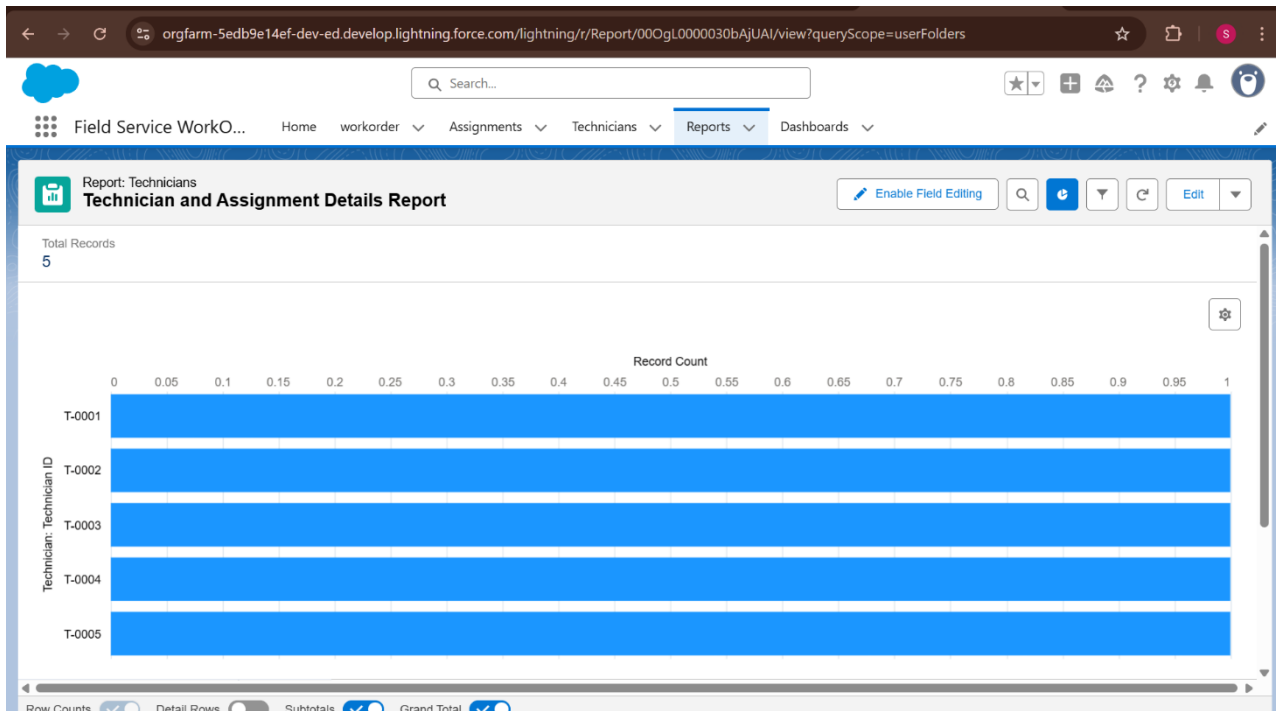 orgfarm-5edb9e14ef-dev-ed.develop.lightning.force.com/lightning/r/Report/00OgL0000030bAjUAI/view?queryScope=userFolders
S
Search...
Field Service WorkO... Home workorder Assignments Technicians Reports Dashboards
Report: Technicians
Technician and Assignment Details Report
Enable Field Editing
Edit
Total Records
5
Record Count
0 0.05 0.1 0.15 0.2 0.25 0.3 0.35 0.4 0.45 0.5 0.55 0.6 0.65 0.7 0.75 0.8 0.85 0.9 0.95 1
Technician: Technician ID
T-0001
T-0002
T-0003
T-0004
T-0005
Row Counts Detail Rows Subtotals Grand Total